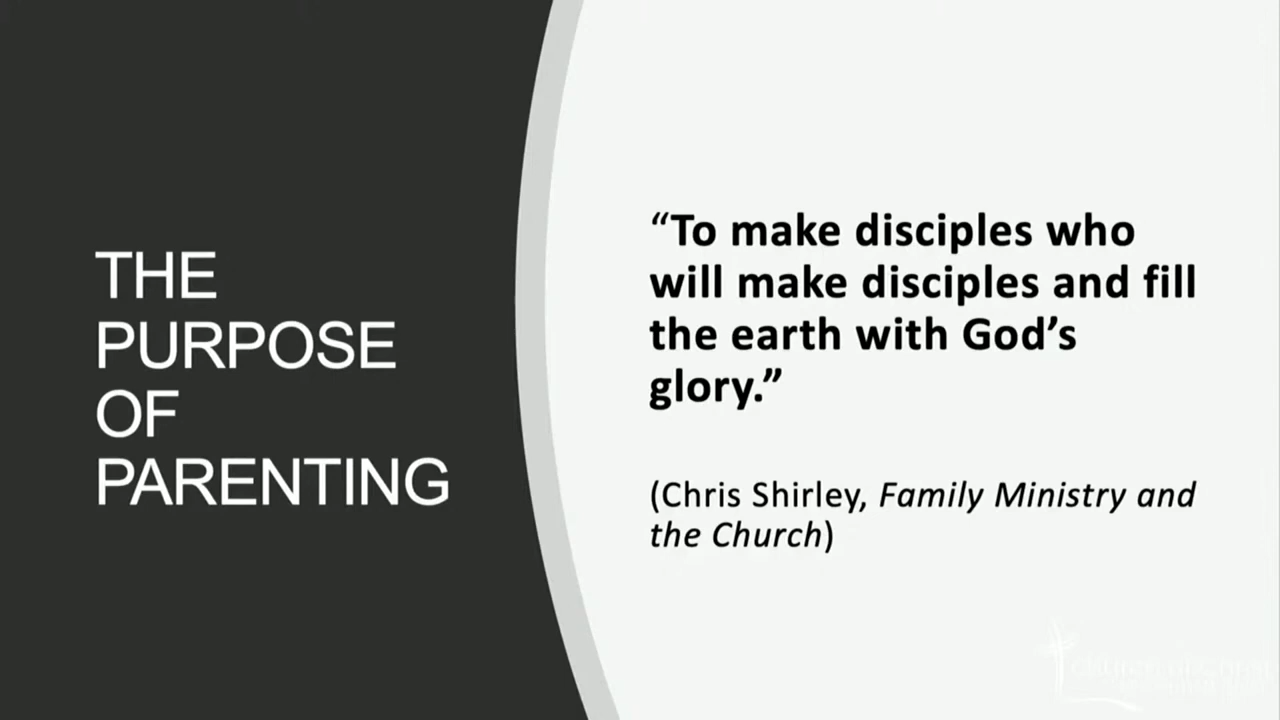 THE
PURPOSE
OF
PARENTING
“To make disciples who
will make disciples and fill
the earth with God’s
glory.”
(Chris Shirley, Family Ministry and
the Church)